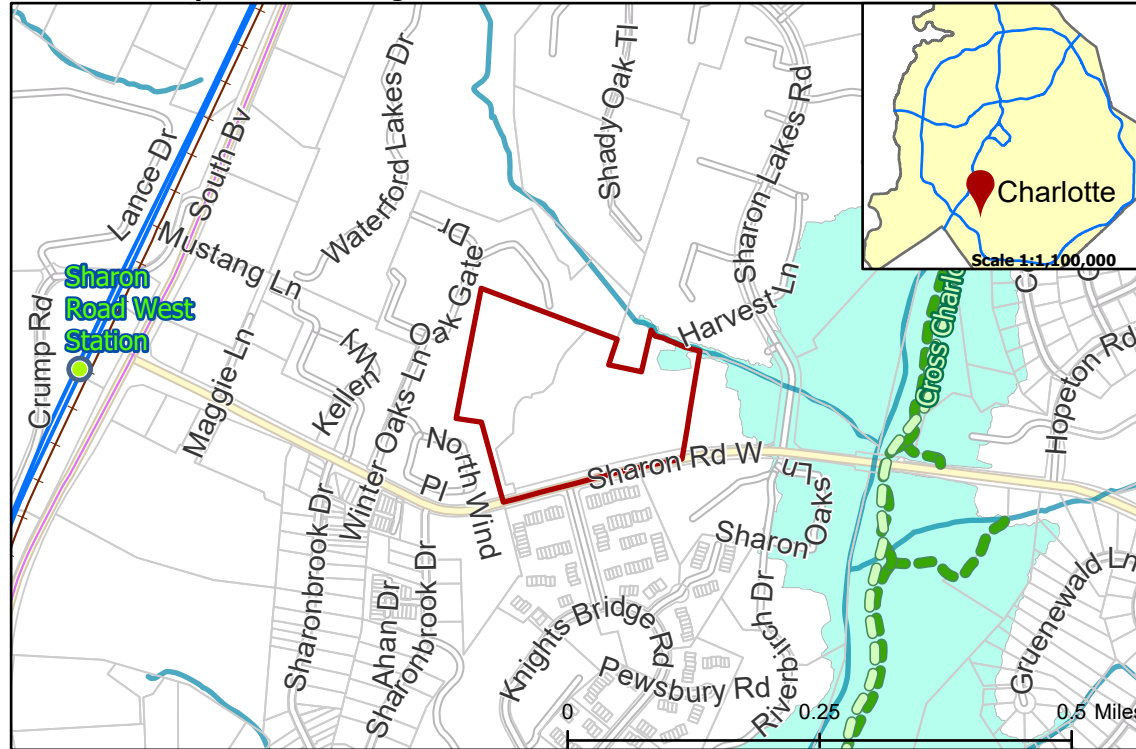 Lance Dr
South Bv
Waterford Lakes Dr
Shady Oak Tl
Sharon Lakes Rd
Charlotte
Scale 1:1,100,000
Mustang Ln
Oak Gate
Dr
Harvest Ln
Sharon
Road West
Station
Crump Rd
Maggie Ln
Kellen
Wy
Winter Oaks Ln
North Wind
Pl
Sharon Rd W
Sharon Oaks
Ln
Hopeton Rd
Sharonbrook Dr
Ahan Dr
Sharonbrook Dr
Knights Bridge Rd
Pewsbury Rd
Riverbirch Dr
Gruenewald Ln
0
0.25
0.5 Miles